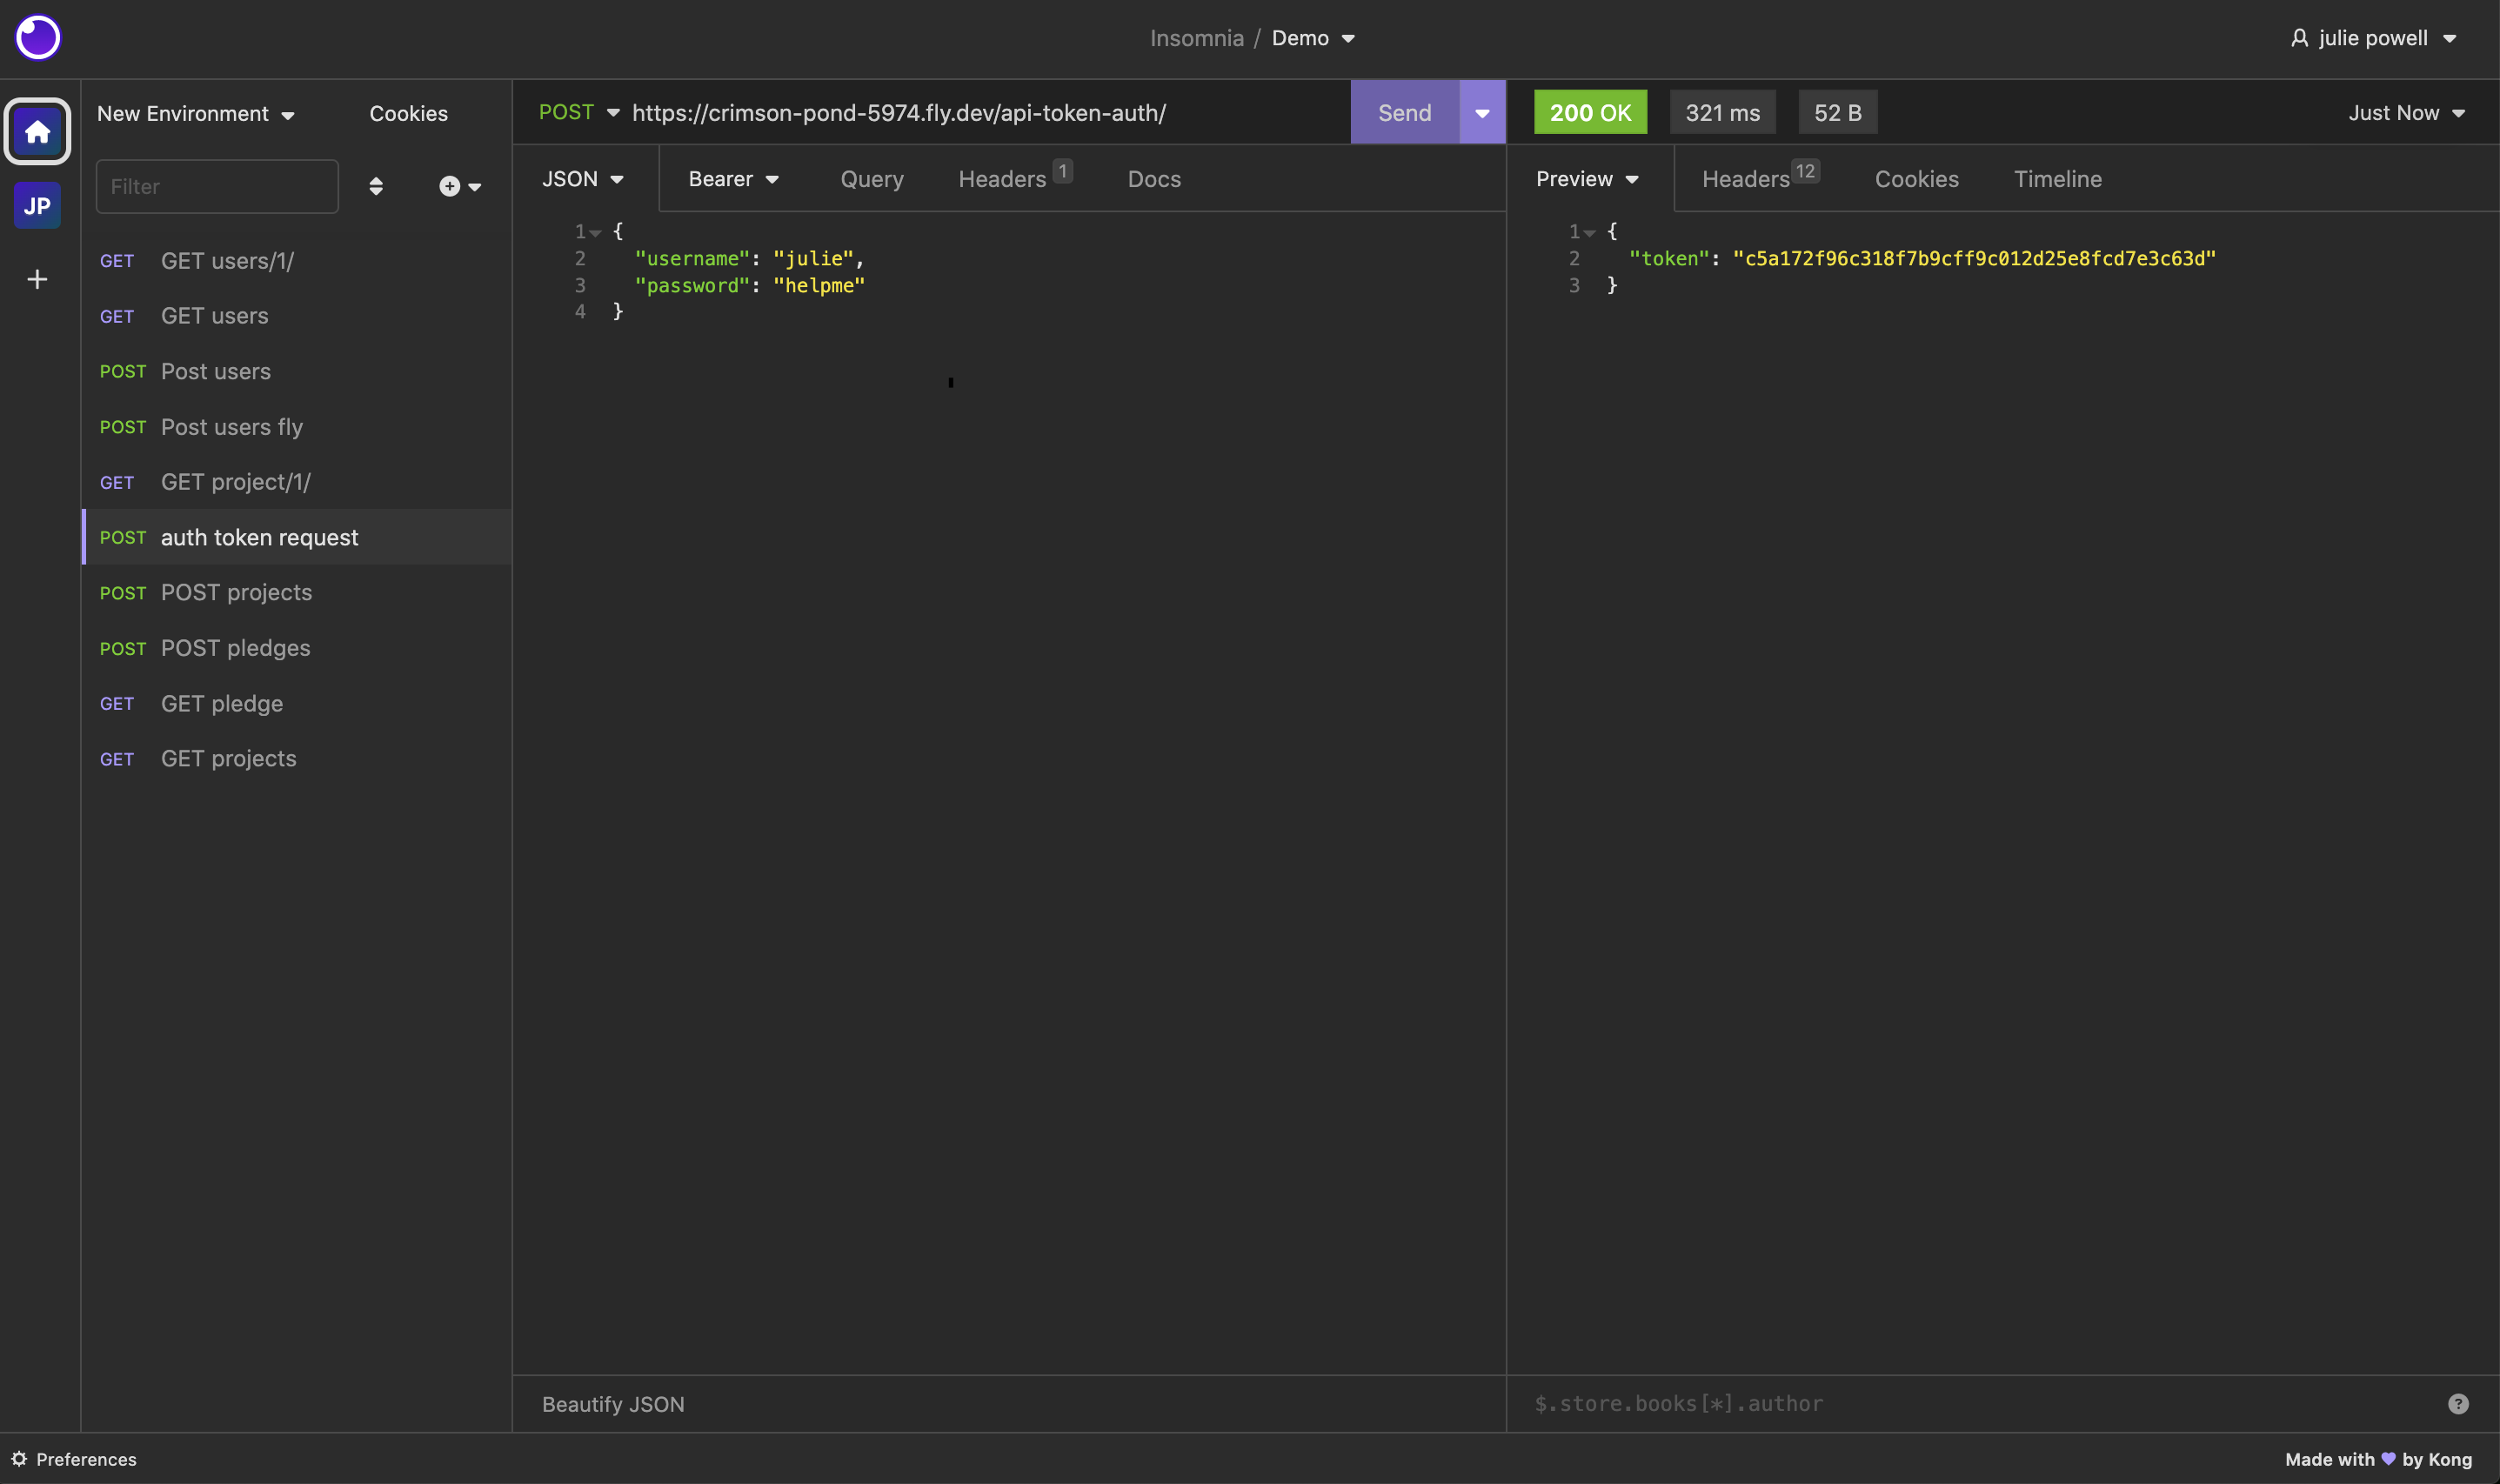 Insomnia / Demo
julie powell
New Environment
Cookies
Filter
JP
GET GET users/1/
GET GET users
POST Post users
POST Post users fly
GET GET project/1/
POST auth token request
POST POST projects
POST POST pledges
GET GET pledge
GET GET projects
POST https://crimson-pond-5974.fly.dev/api-token-auth/ Send
JSON Bearer Query Headers 1 Docs
1 {
2 "username": "julie",
3 "password": "helpme"
4 }
Beautify JSON
200 OK 321 ms 52 B Just Now
Preview Headers 12 Cookies Timeline
1 {
2 "token": "c5a172f96c318f7b9cff9c012d25e8fcd7e3c63d"
3 }
$.store.books[*].author
?
Preferences
Made with 💜 by Kong